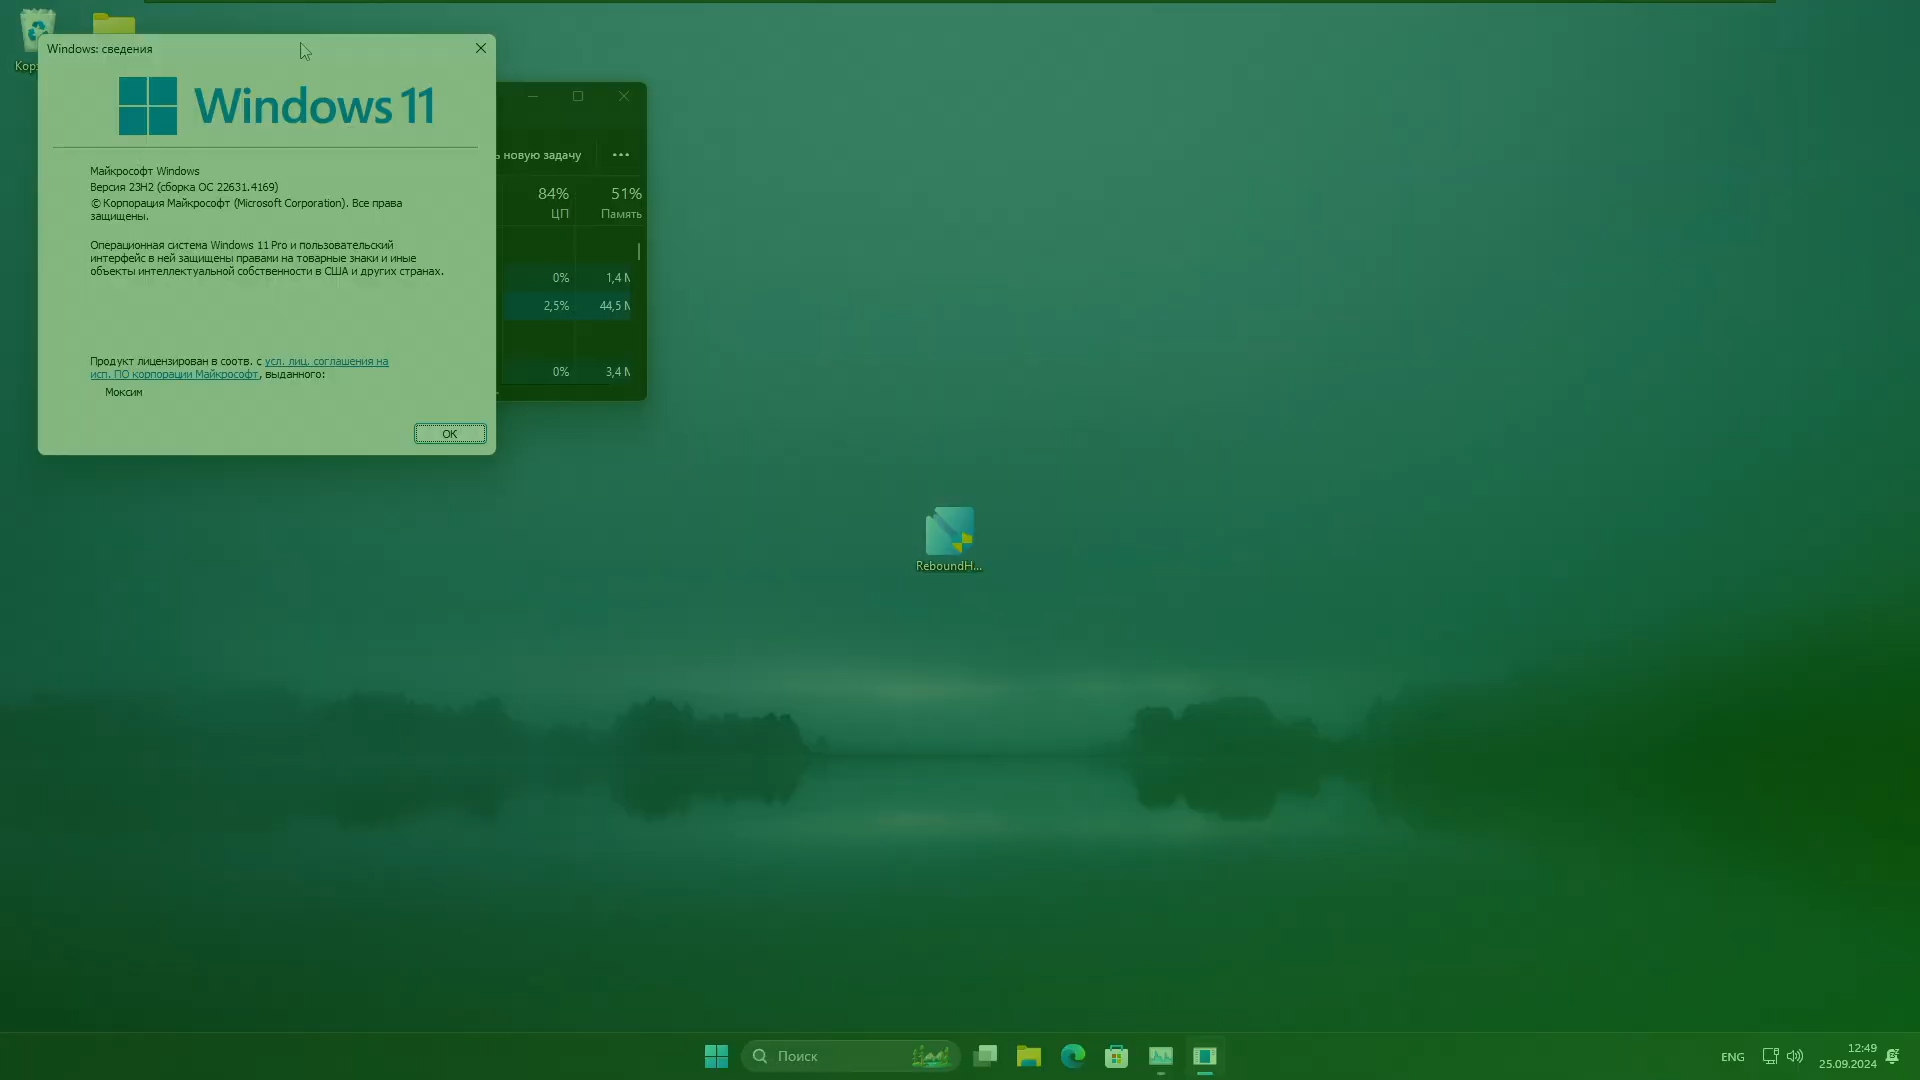 Windows: сведения
Windows 11
Майкрософт Windows
Версия 23H2 (сборка ОС 22631.4169)
© Корпорация Майкрософт (Microsoft Corporation). Все права
защищены.
Операционная система Windows 11 Pro и пользовательский
интерфейс в ней защищены правами на товарные знаки и иные
объекты интеллектуальной собственности в США и других странах.
Продукт лицензирован в соотв. с усл. лиц. соглашения на
исп. ПО корпорации Майкрософт, выданного:
Моксим
OK
ь новую задачу
84% 51%
ЦП Память
0% 1,4
2,5% 44,5
0% 3,4
Кор
ReboundH...
Поиск
ENG
12:49
25.09.2024